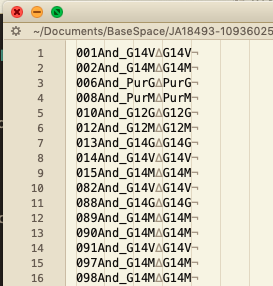 ~/Documents/BaseSpace/JA18493-10936025
1 001And_G14V∆G14V¬
2 002And_G14M∆G14M¬
3 006And_PurG∆PurG¬
4 008And_PurM∆PurM¬
5 010And_G12G∆G12G¬
6 012And_G12M∆G12M¬
7 013And_G14G∆G14G¬
8 014And_G14V∆G14V¬
9 015And_G14M∆G14M¬
10 082And_G14V∆G14V¬
11 088And_G14G∆G14G¬
12 089And_G14M∆G14M¬
13 090And_G14M∆G14M¬
14 091And_G14V∆G14V¬
15 097And_G14M∆G14M¬
16 098And_G14M∆G14M¬